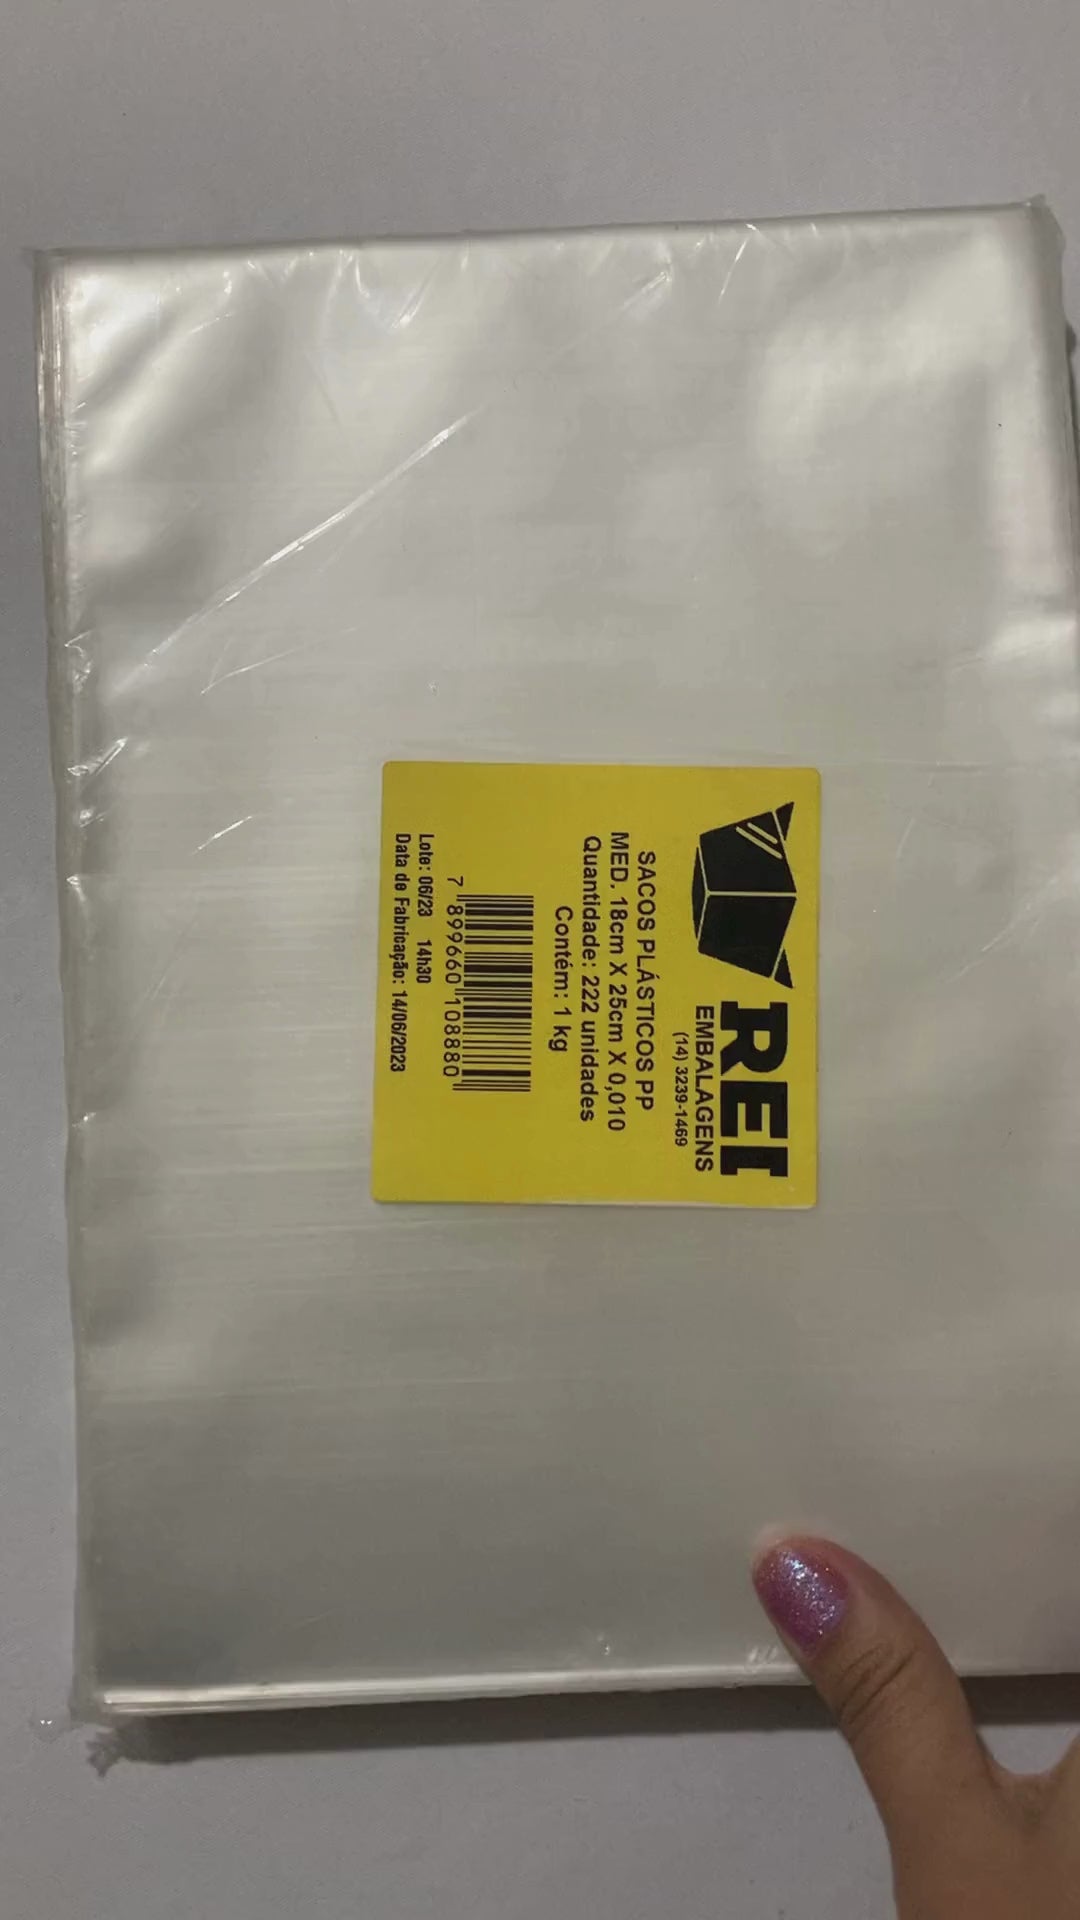 REI
EMBALAGENS
(14) 3239-1469
SACOS PLÁSTICOS PP
MED. 18cm X 25cm X 0,010
Quantidade: 222 unidades
Contém: 1 kg
7 899660 108880
Lote: 06/23 14h30
Data de Fabricação: 14/06/2023